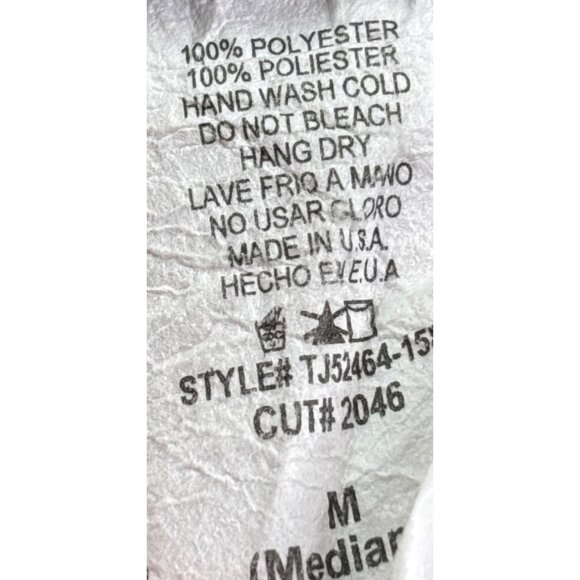 100% POLYESTER
100% POLIESTER
HAND WASH COLD
DO NOT BLEACH
HANG DRY
LAVE FRIO A MANO
NO USAR CLORO
MADE IN U.S.A.
HECHO EN E.U.A
STYLE# TJ52464-15
CUT# 2046
M
(Median